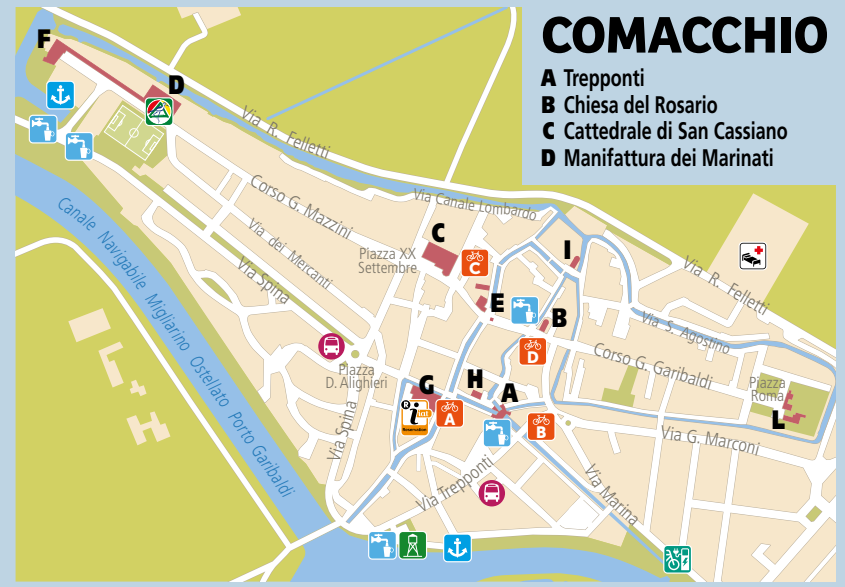 COMACCHIO
A Trepponti
B Chiesa del Rosario
C Cattedrale di San Cassiano
D Manifattura dei Marinati
F
D
Via R. Felletti
Via Canale Lombardo
Corso G. Mazzini
Via dei Mercanti
Via Spina
Canale Navigabile Migliarino Ostellato Porto Garibaldi
C
Piazza XX
Settembre
C
I
E
B
D
Via R. Felletti
Via S. Agostino
Corso G. Garibaldi
Piazza
D. Alighieri
G
H
A
Piazza
Roma
L
R
i
int
Reservation
A
B
Via Spina
Via G. Marconi
Via Trepponti
Via Marina